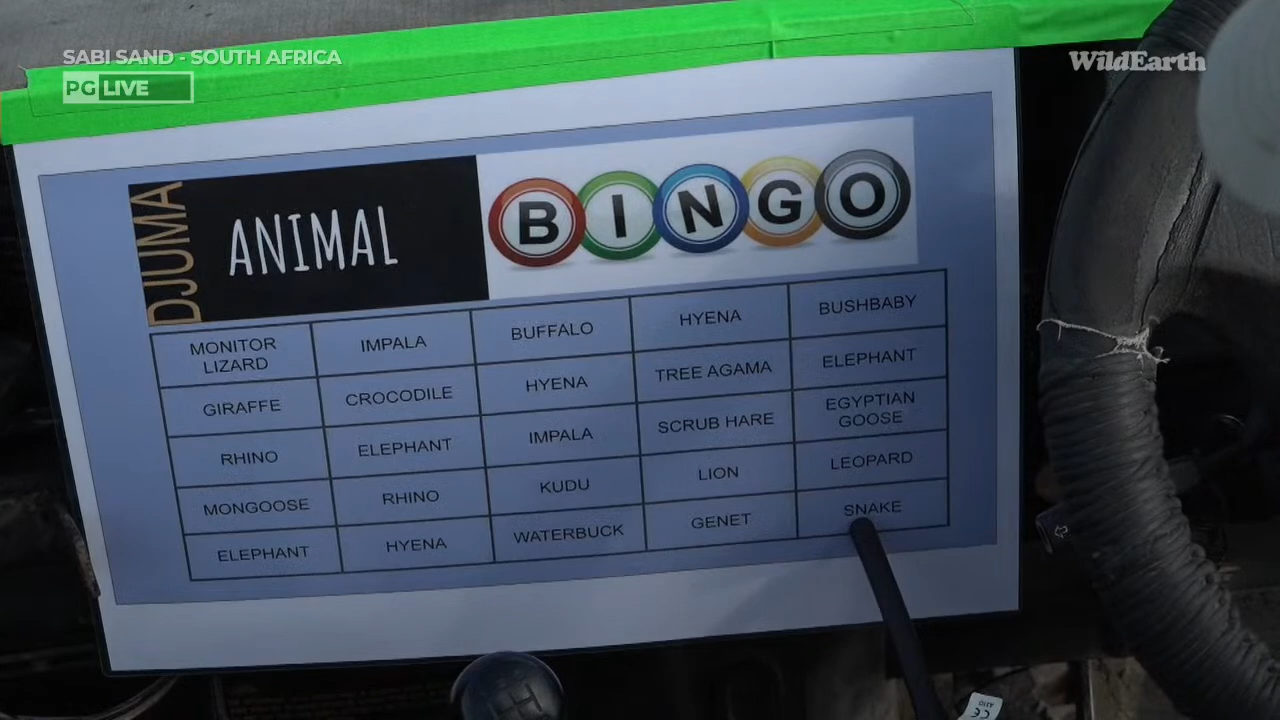 SABI SAND - SOUTH AFRICA
PG LIVE
WildEarth
DJUMA
ANIMAL
BINGO
MONITOR LIZARD IMPALA BUFFALO HYENA BUSHBABY
GIRAFFE CROCODILE HYENA TREE AGAMA ELEPHANT
RHINO ELEPHANT IMPALA SCRUB HARE EGYPTIAN GOOSE
MONGOOSE RHINO KUDU LION LEOPARD
ELEPHANT HYENA WATERBUCK GENET SNAKE
CE